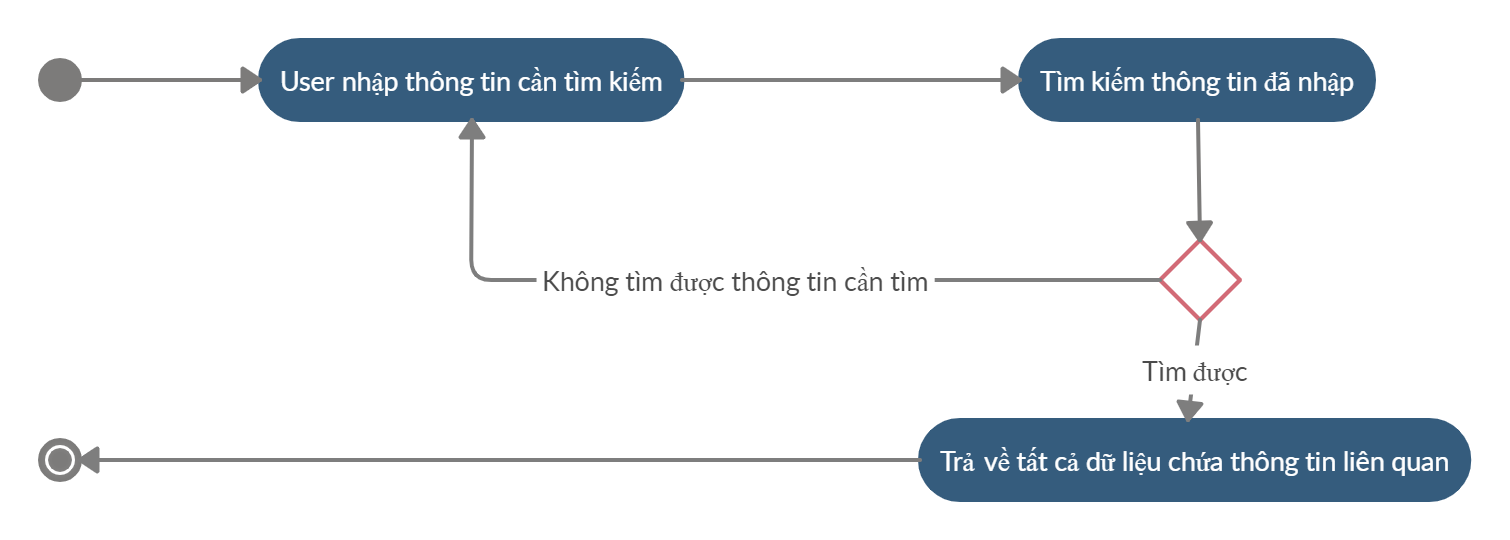 User nhập thông tin cần tìm kiếm
Tìm kiếm thông tin đã nhập
Không tìm được thông tin cần tìm
Tìm được
Trả về tất cả dữ liệu chứa thông tin liên quan